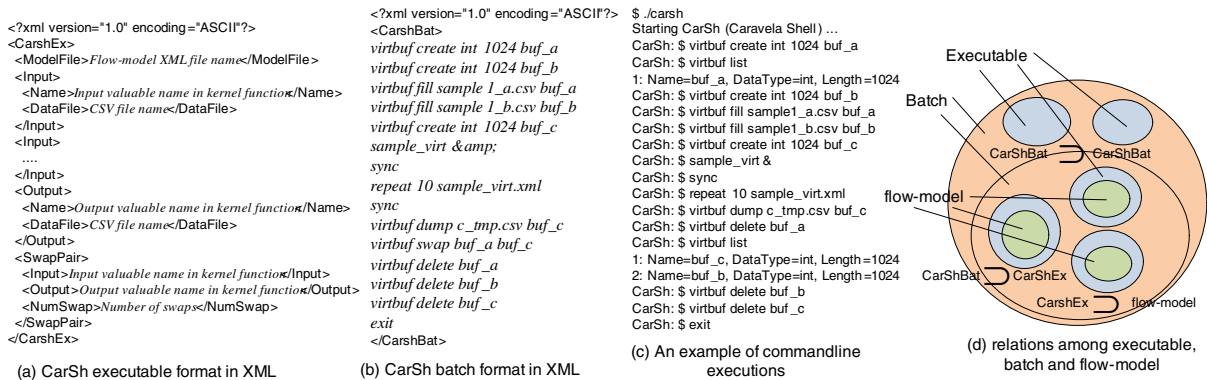 <?xml version="1.0" encoding="ASCII"?>
<CarshEx>
<ModelFile>Flow-model XML file name</ModelFile>
<Input>
<Name>Input valuable name in kernel function</Name>
<DataFile>CSV file name</DataFile>
</Input>
<Input>
....
</Input>
<Output>
<Name>Output valuable name in kernel function</Name>
<DataFile>CSV file name</DataFile>
</Output>
<SwapPair>
<Input>Input valuable name in kernel function</Input>
<Output>Output valuable name in kernel function</Output>
<NumSwap>Number of swaps</NumSwap>
</SwapPair>
</CarshEx>
(a) CarSh executable format in XML
<?xml version="1.0" encoding="ASCII"?>
<CarshBat>
virtbuf create int 1024 buf_a
virtbuf create int 1024 buf_b
virtbuf fill sample 1_a.csv buf_a
virtbuf fill sample 1_b.csv buf_b
virtbuf create int 1024 buf_c
sample_virt &amp;
sync
repeat 10 sample_virt.xml
sync
virtbuf dump c_tmp.csv buf_c
virtbuf swap buf_a buf_c
virtbuf delete buf_a
virtbuf delete buf_b
virtbuf delete buf_c
exit
</CarshBat>
(b) CarSh batch format in XML
$ ./carsh
Starting CarSh (Caravela Shell) ...
CarSh: $ virtbuf create int 1024 buf_a
CarSh: $ virtbuf list
1: Name=buf_a, DataType=int, Length=1024
CarSh: $ virtbuf create int 1024 buf_b
CarSh: $ virtbuf fill sample1_a.csv buf_a
CarSh: $ virtbuf fill sample1_b.csv buf_b
CarSh: $ virtbuf create int 1024 buf_c
CarSh: $ sample_virt &
CarSh: $ sync
CarSh: $ repeat 10 sample_virt.xml
CarSh: $ virtbuf dump c_tmp.csv buf_c
CarSh: $ virtbuf delete buf_a
CarSh: $ virtbuf list
1: Name=buf_c, DataType=int, Length=1024
2: Name=buf_b, DataType=int, Length=1024
CarSh: $ virtbuf delete buf_b
CarSh: $ virtbuf delete buf_c
CarSh: $ exit
(c) An example of commandline
executions
Executable
Batch
CarShBat ⊃ CarShBat
flow-model
CarShBat ⊃ CarShEx
CarshEx ⊃ flow-model
(d) relations among executable,
batch and flow-model